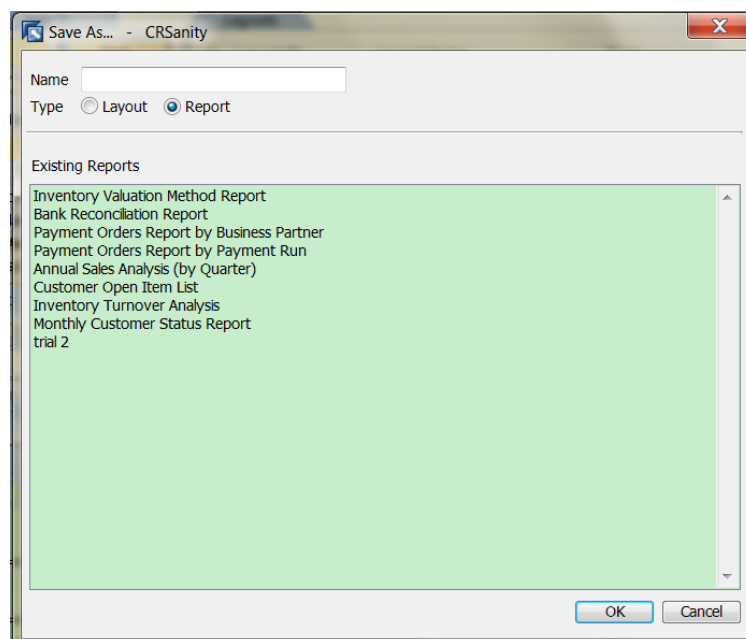 Save As... - CRSanity
Name
Type Layout Report
Existing Reports
Inventory Valuation Method Report
Bank Reconciliation Report
Payment Orders Report by Business Partner
Payment Orders Report by Payment Run
Annual Sales Analysis (by Quarter)
Customer Open Item List
Inventory Turnover Analysis
Monthly Customer Status Report
trial 2
OK Cancel